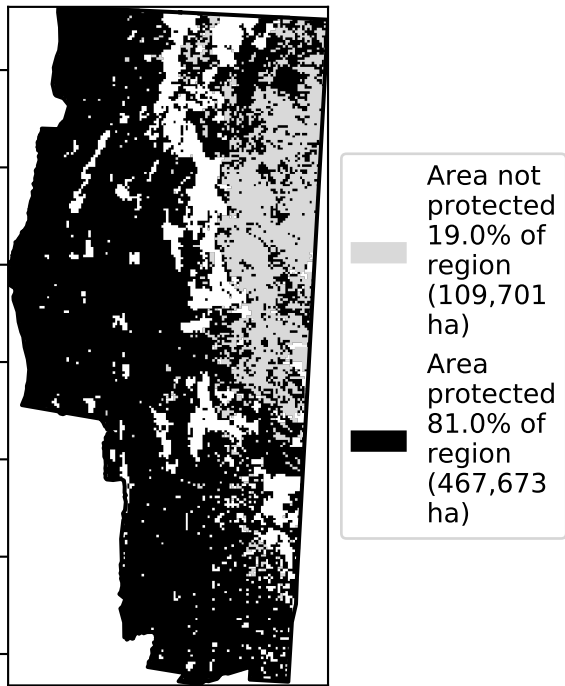 Area not
protected
19.0% of
region
(109,701
ha)
Area
protected
81.0% of
region
(467,673
ha)